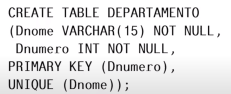 CREATE TABLE DEPARTAMENTO
(Dnome VARCHAR(15) NOT NULL,
Dnumero INT NOT NULL,
PRIMARY KEY (Dnumero),
UNIQUE (Dnome));